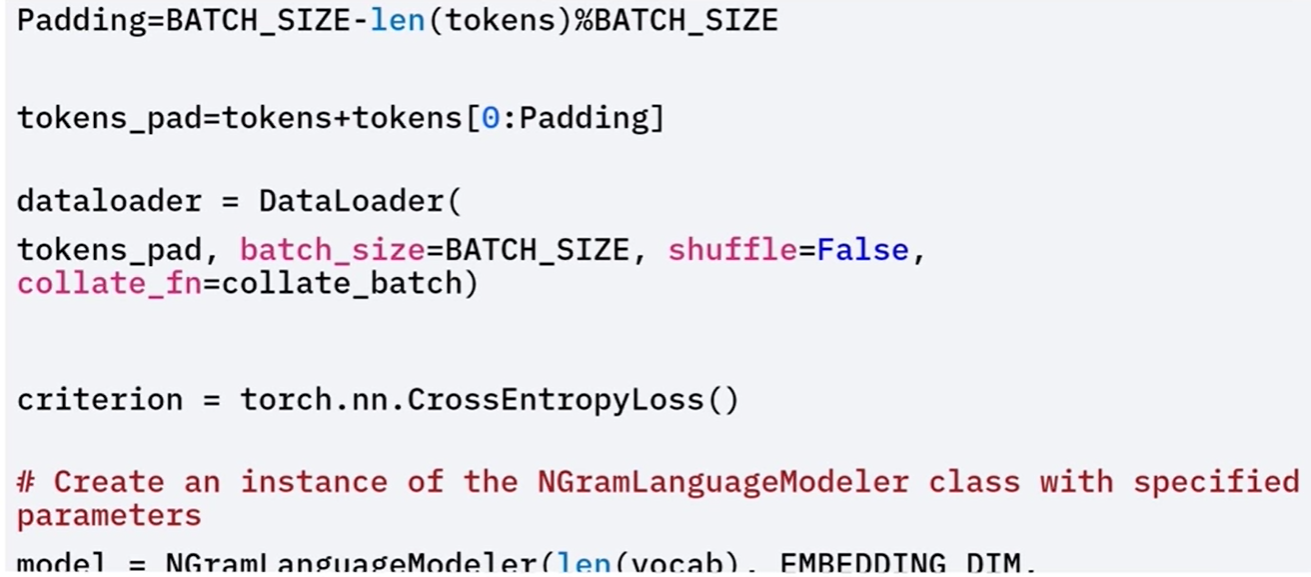 Padding=BATCH_SIZE-len(tokens)%BATCH_SIZE
tokens_pad=tokens+tokens[0:Padding]
dataloader = DataLoader(
tokens_pad, batch_size=BATCH_SIZE, shuffle=False,
collate_fn=collate_batch)
criterion = torch.nn.CrossEntropyLoss()
# Create an instance of the NGramLanguageModeler class with specified
parameters
model = NGramLanguageModeler(len(vocab), EMBEDDING_DIM,